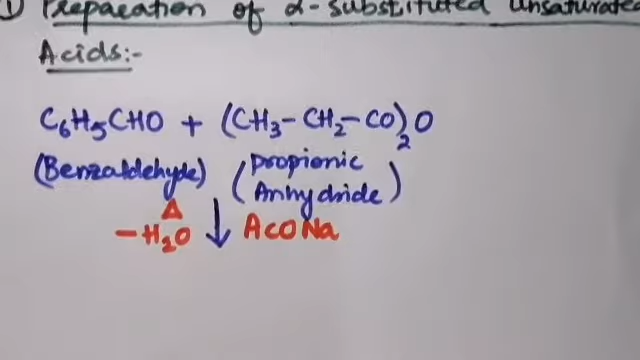 ① Preparation of α-substituted unsaturated
Acids:-
C₆H₅CHO + (CH₃-CH₂-CO)₂O
(Benzaldehyde) (propionic Anhydride)
Δ
-H₂O AcONa